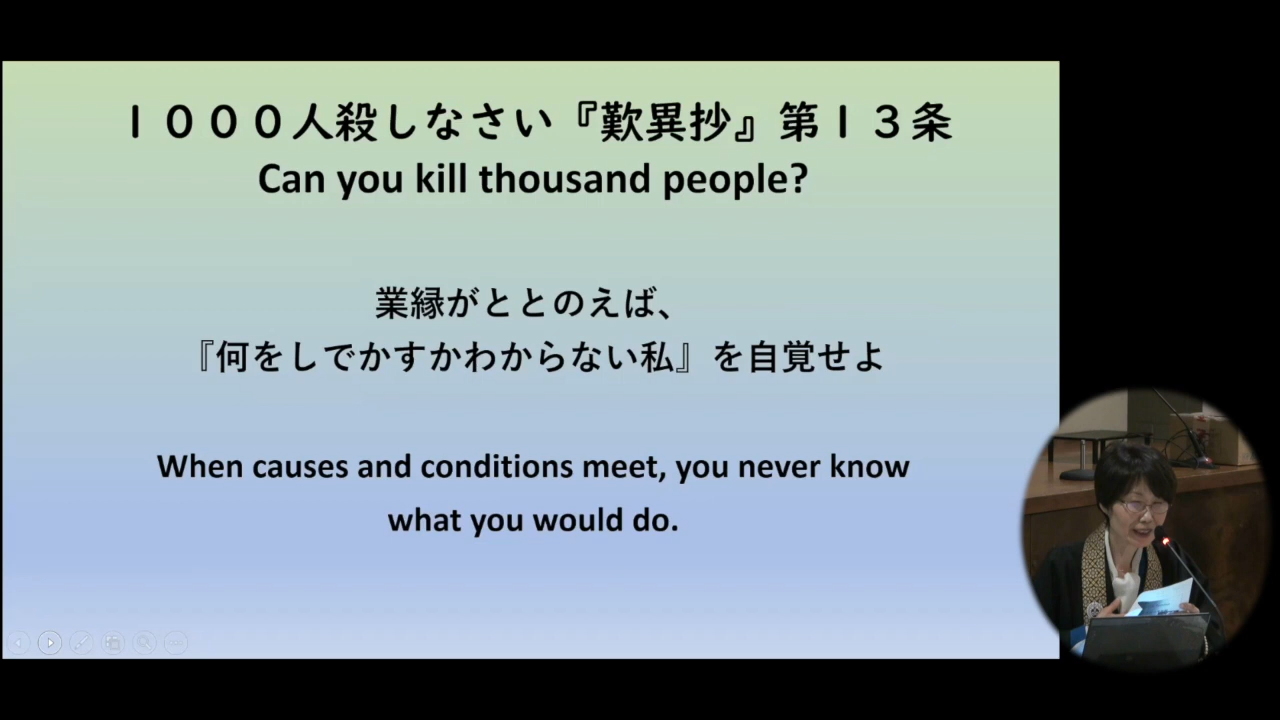 １０００人殺しなさい『歎異抄』第１３条
Can you kill thousand people?
業縁がととのえば、
『何をしでかすかわからない私』を自覚せよ
When causes and conditions meet, you never know
what you would do.